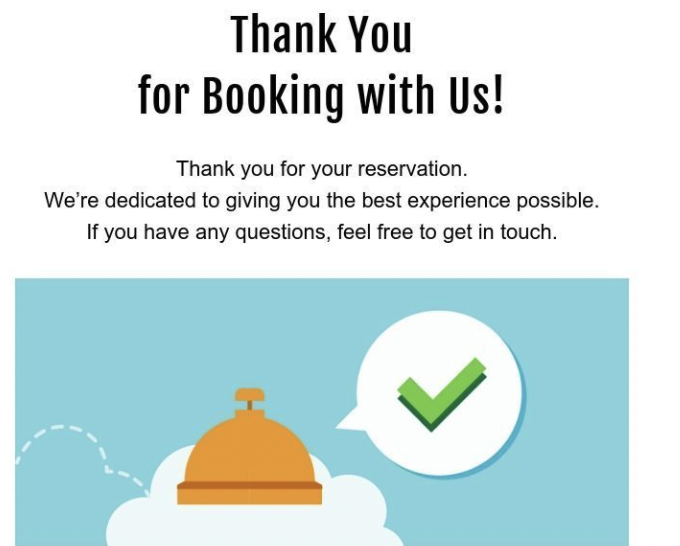 Thank You
for Booking with Us!
Thank you for your reservation.
We’re dedicated to giving you the best experience possible.
If you have any questions, feel free to get in touch.